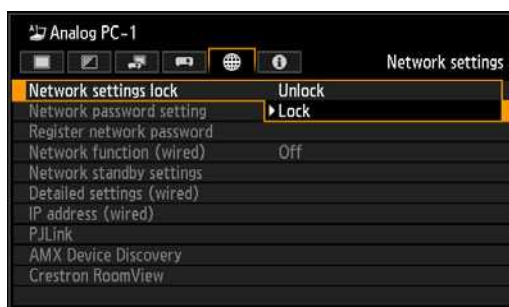 Analog PC-1
Network settings
Network settings lock Unlock
Network password setting Lock
Register network password
Network function (wired) Off
Network standby settings
Detailed settings (wired)
IP address (wired)
PJLink
AMX Device Discovery
Crestron RoomView